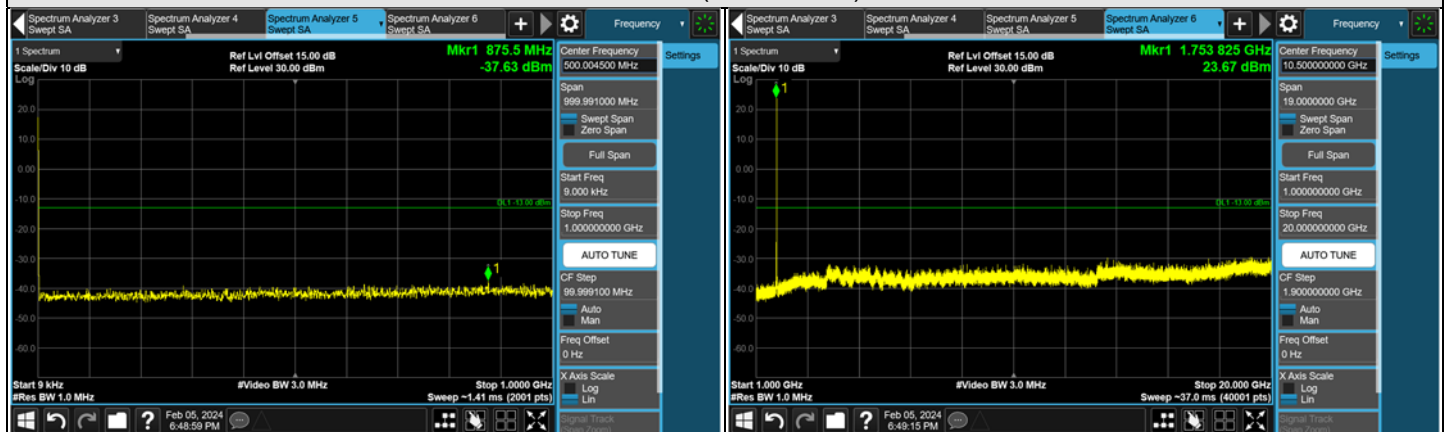 Spectrum Analyzer 3
Swept SA
Spectrum Analyzer 4
Swept SA
Spectrum Analyzer 5
Swept SA
Spectrum Analyzer 6
Swept SA
+
Frequency
1 Spectrum
Scale/Div 10 dB
Log
Ref Lvl Offset 15.00 dB
Ref Level 30.00 dBm
Mkr1 875.5 MHz
-37.63 dBm
20.0
10.0
0.00
-10.0
-20.0
-30.0
-40.0
-50.0
-60.0
DL1 -13.00 dBm
1
Start 9 kHz
#Res BW 1.0 MHz
#Video BW 3.0 MHz
Stop 1.0000 GHz
Sweep ~1.41 ms (2001 pts)
Center Frequency
500.004500 MHz
Settings
Span
999.991000 MHz
Swept Span
Zero Span
Full Span
Start Freq
9.000 kHz
Stop Freq
1.000000000 GHz
AUTO TUNE
CF Step
99.999100 MHz
Auto
Man
Freq Offset
0 Hz
X Axis Scale
Log
Lin
Signal Track
(Span Zoom)
?
Feb 05, 2024
6:48:59 PM
Spectrum Analyzer 3
Swept SA
Spectrum Analyzer 4
Swept SA
Spectrum Analyzer 5
Swept SA
Spectrum Analyzer 6
Swept SA
+
Frequency
1 Spectrum
Scale/Div 10 dB
Log
Ref Lvl Offset 15.00 dB
Ref Level 30.00 dBm
Mkr1 1.753 825 GHz
23.67 dBm
1
20.0
10.0
0.00
-10.0
-20.0
-30.0
-40.0
-50.0
-60.0
DL1 -13.00 dBm
Start 1.000 GHz
#Res BW 1.0 MHz
#Video BW 3.0 MHz
Stop 20.000 GHz
Sweep ~37.0 ms (40001 pts)
Center Frequency
10.500000000 GHz
Settings
Span
19.0000000 GHz
Swept Span
Zero Span
Full Span
Start Freq
1.000000000 GHz
Stop Freq
20.000000000 GHz
AUTO TUNE
CF Step
1.900000000 GHz
Auto
Man
Freq Offset
0 Hz
X Axis Scale
Log
Lin
Signal Track
(Span Zoom)
?
Feb 05, 2024
6:49:15 PM